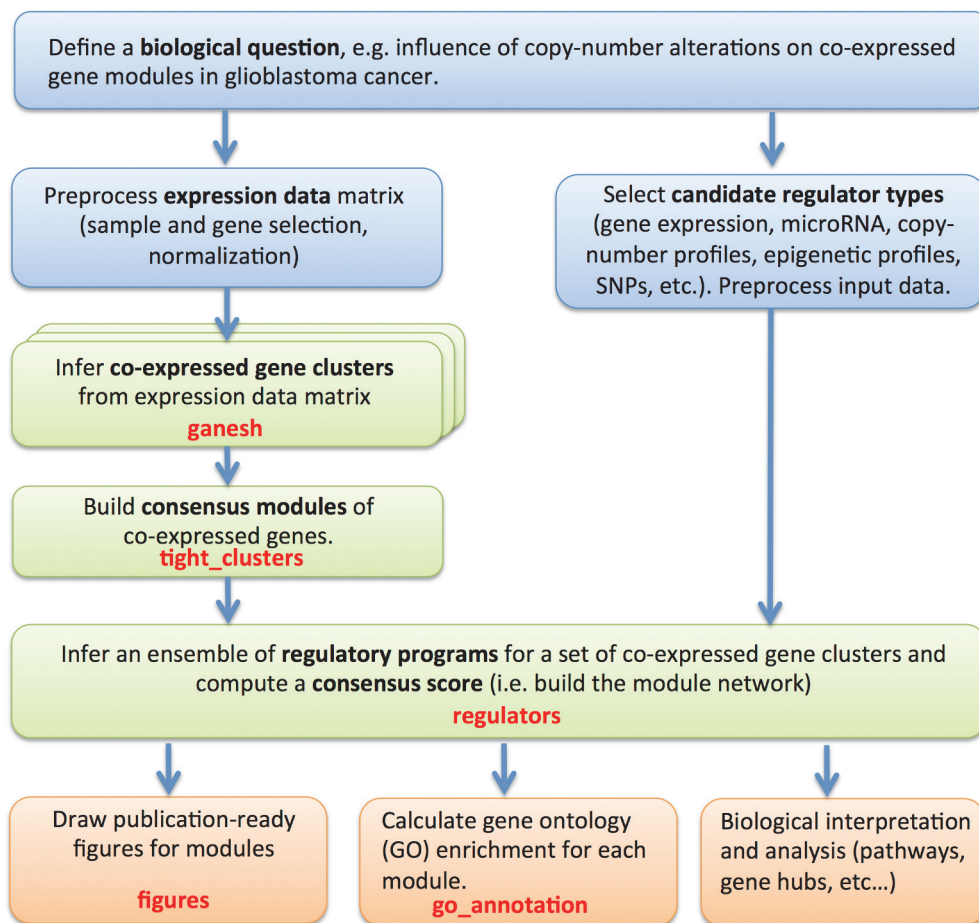 Define a biological question, e.g. influence of copy-number alterations on co-expressed
gene modules in glioblastoma cancer.
Preprocess expression data matrix
(sample and gene selection,
normalization)
Select candidate regulator types
(gene expression, microRNA, copy-
number profiles, epigenetic profiles,
SNPs, etc.). Preprocess input data.
Infer co-expressed gene clusters
from expression data matrix
ganesh
Build consensus modules of
co-expressed genes.
tight_clusters
Infer an ensemble of regulatory programs for a set of co-expressed gene clusters and
compute a consensus score (i.e. build the module network)
regulators
Draw publication-ready
figures for modules
figures
Calculate gene ontology
(GO) enrichment for each
module.
go_annotation
Biological interpretation
and analysis (pathways,
gene hubs, etc...)